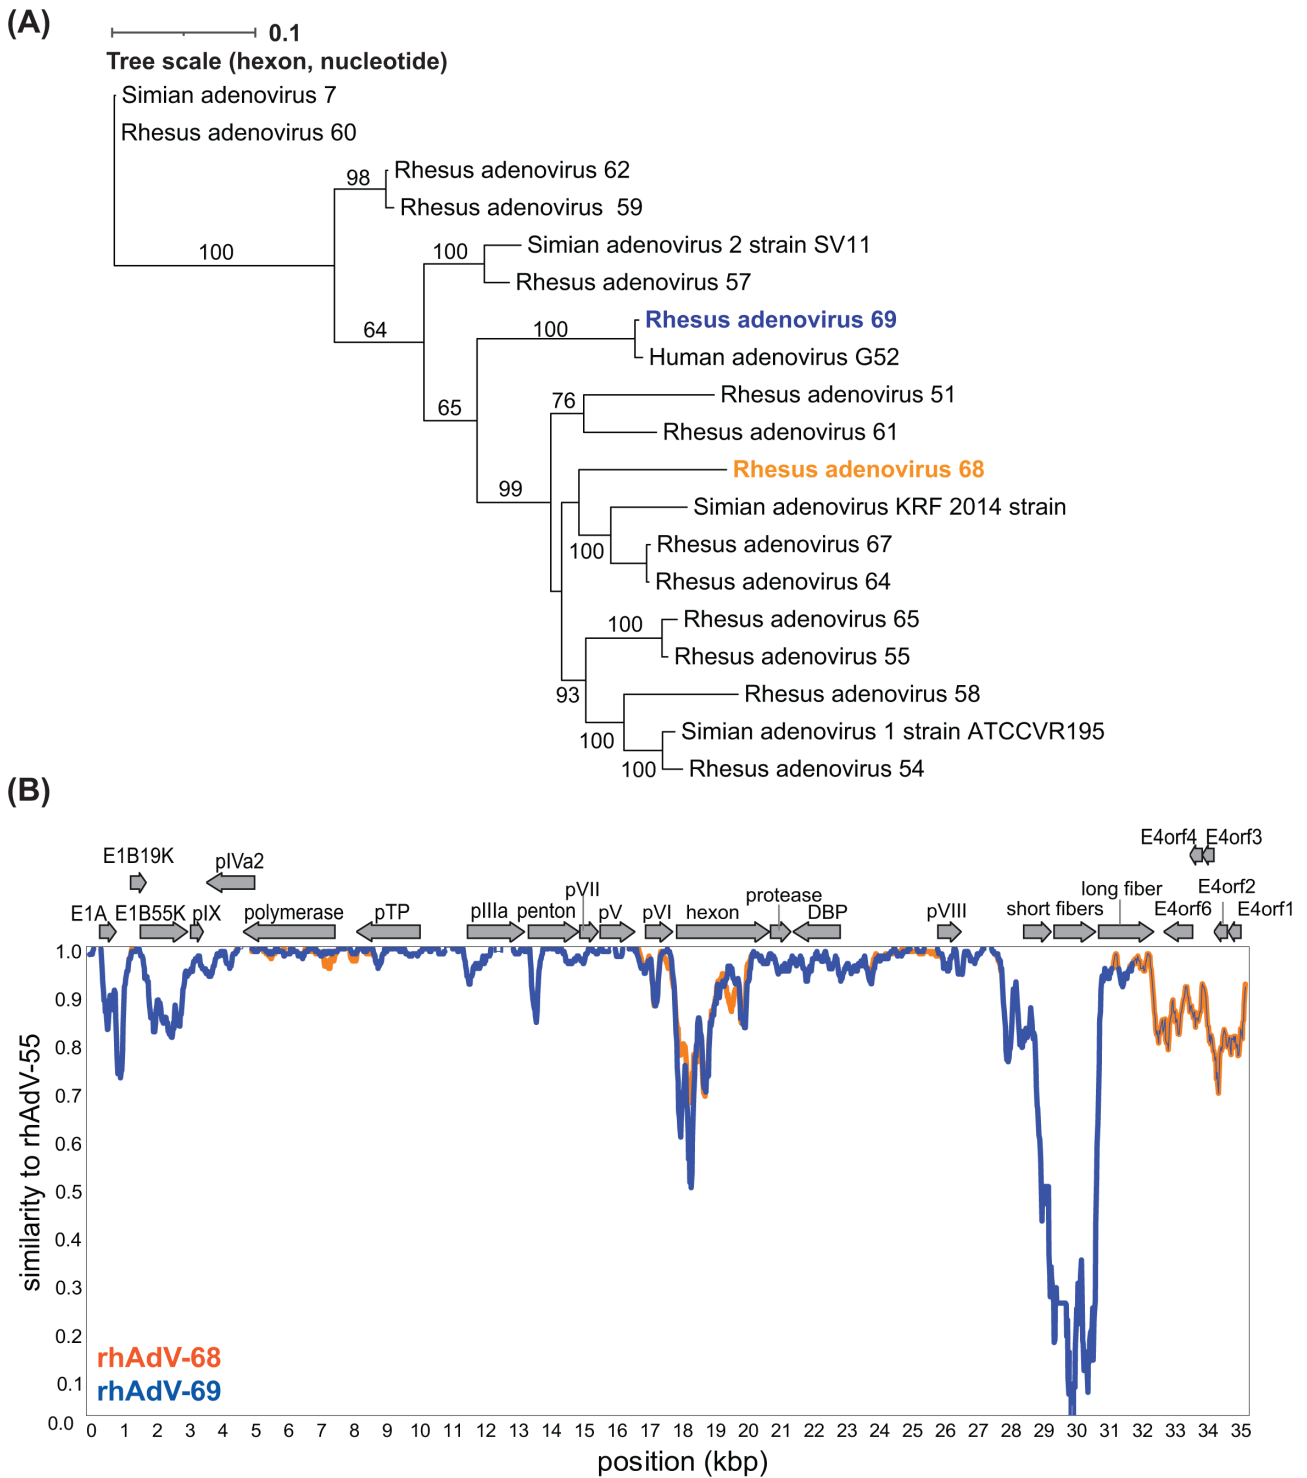 (A)
0.1
Tree scale (hexon, nucleotide)
Simian adenovirus 7
Rhesus adenovirus 60
98
Rhesus adenovirus 62
Rhesus adenovirus 59
100
100
Simian adenovirus 2 strain SV11
Rhesus adenovirus 57
64
100
Rhesus adenovirus 69
Human adenovirus G52
65
76
Rhesus adenovirus 51
Rhesus adenovirus 61
99
Rhesus adenovirus 68
Simian adenovirus KRF 2014 strain
100
Rhesus adenovirus 67
Rhesus adenovirus 64
100
Rhesus adenovirus 65
Rhesus adenovirus 55
93
Rhesus adenovirus 58
100
Simian adenovirus 1 strain ATCCVR195
100
Rhesus adenovirus 54
(B)
E4orf4 E4orf3
E1B19K pIVa2 pVII protease long fiber E4orf2
E1A E1B55K pIX polymerase pTP pIIIa penton pV pVI hexon DBP pVIII short fibers E4orf6 E4orf1
1.0
0.9
0.8
0.7
0.6
0.5
0.4
0.3
0.2
0.1
0.0
similarity to rhAdV-55
rhAdV-68
rhAdV-69
0 1 2 3 4 5 6 7 8 9 10 11 12 13 14 15 16 17 18 19 20 21 22 23 24 25 26 27 28 29 30 31 32 33 34 35
position (kbp)